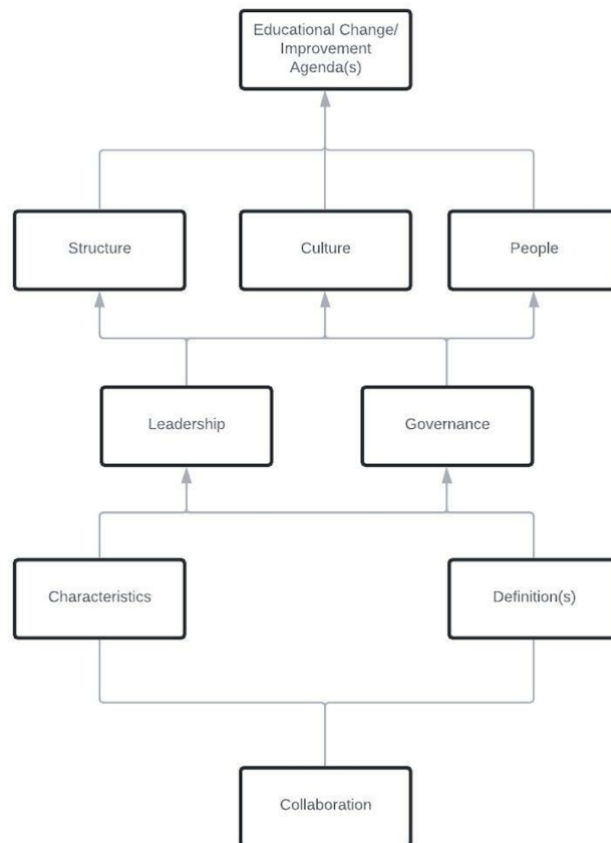 Educational Change/
Improvement
Agenda(s)
Structure
Culture
People
Leadership
Governance
Characteristics
Definition(s)
Collaboration